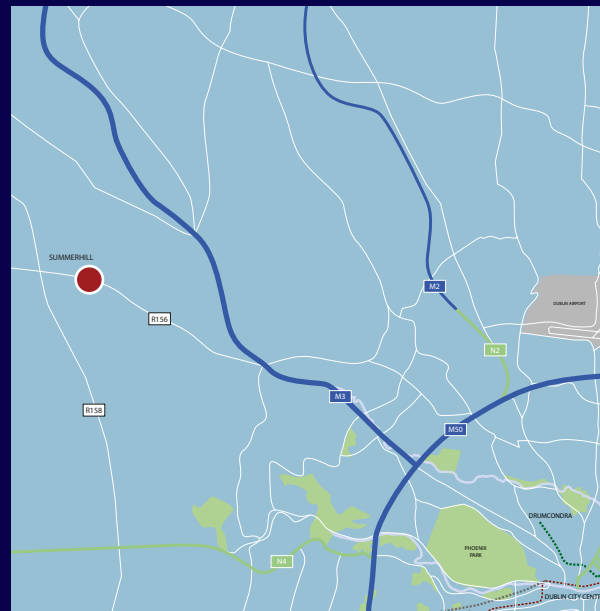 SUMMERHILL
M2
DUBLIN AIRPORT
R156
N2
M3
R158
M50
DRUMCONDRA
PHOENIX
PARK
N4
DUBLIN CITY CENT